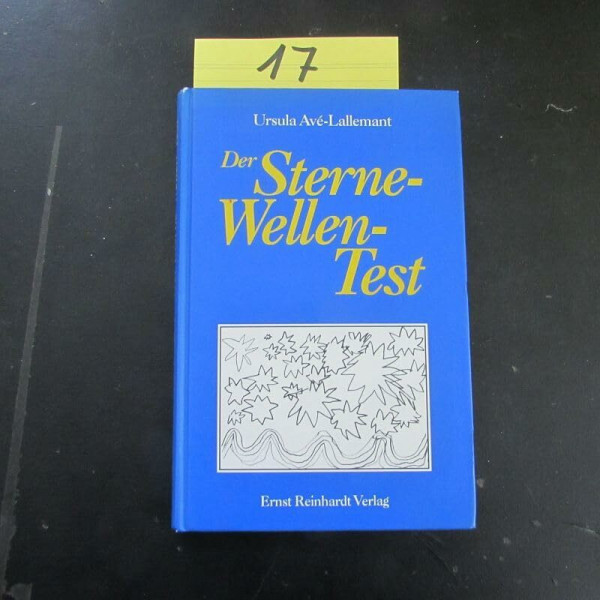 17
Ursula Avé-Lallemant
Der Sterne-
Wellen-
Test
Ernst Reinhardt Verlag